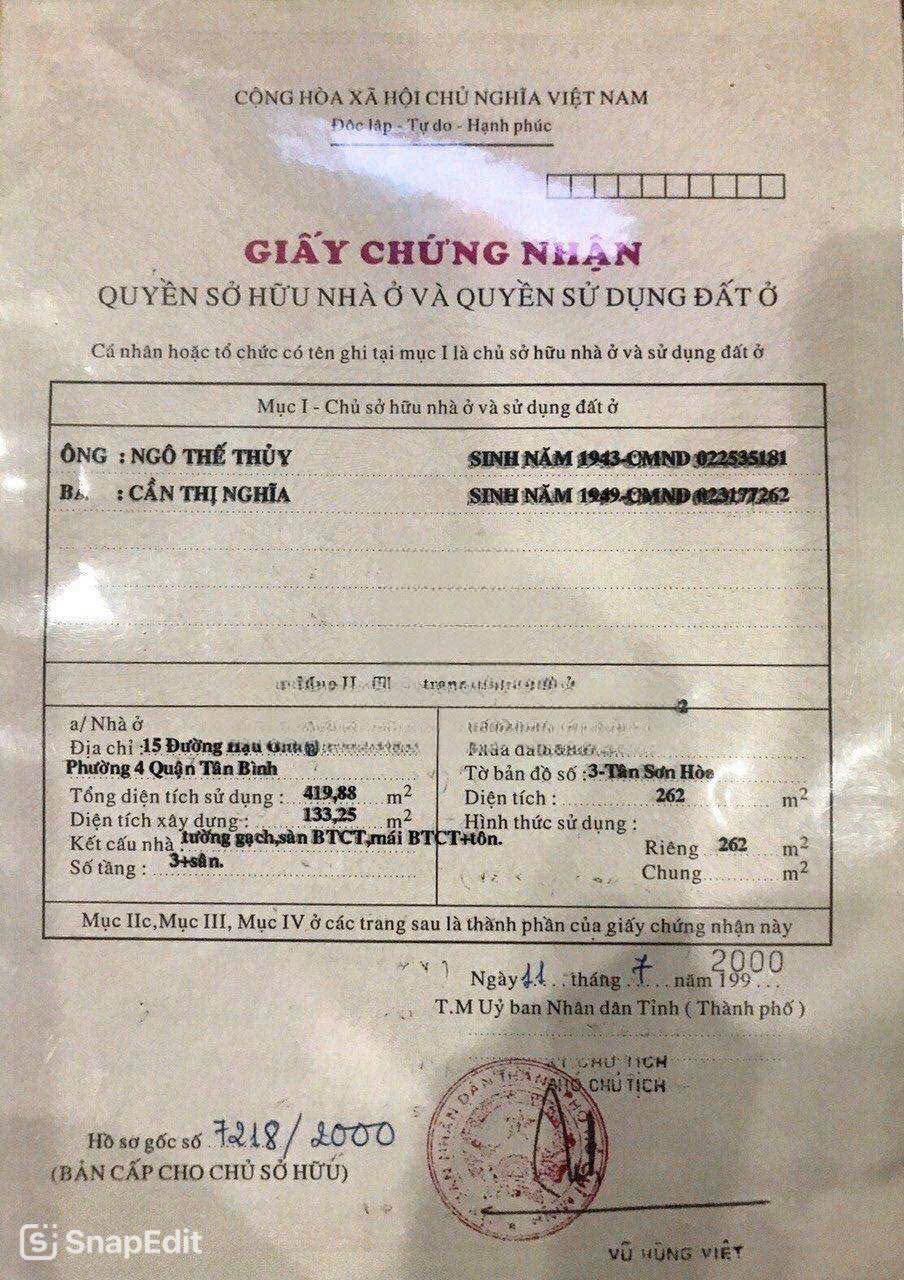 CỘNG HÒA XÃ HỘI CHỦ NGHĨA VIỆT NAM
Độc lập - Tự do - Hạnh phúc
GIẤY CHỨNG NHẬN
QUYỀN SỞ HỮU NHÀ Ở VÀ QUYỀN SỬ DỤNG ĐẤT Ở
Cá nhân hoặc tổ chức có tên ghi tại mục I là chủ sở hữu nhà ở và sử dụng đất ở
Mục I - Chủ sở hữu nhà ở và sử dụng đất ở
ÔNG : NGÔ THẾ THỦY SINH NĂM 1943-CMND 022535181
BÀ : CẦN THỊ NGHĨA SINH NĂM 1949-CMND 023177262
Mục II
a/ Nhà ở
Địa chỉ : 15 Đường
Phường 4 Quận Tân Bình
Tổng diện tích sử dụng : 419,88 m2
Diện tích xây dựng : 133,25 m2
Kết cấu nhà : tường gạch,sàn BTCT,mái BTCT+tôn.
Số tầng : 3+sân.
Tờ bản đồ số : 3-Tân Sơn Hòa
Diện tích : 262 m2
Hình thức sử dụng :
Riêng 262 m2
Chung m2
Mục IIc,Mục III, Mục IV ở các trang sau là thành phần của giấy chứng nhận này
Ngày 11 tháng 7 năm 199 2000
T.M Uỷ ban Nhân dân Tỉnh ( Thành phố )
CHỦ TỊCH
PHÓ CHỦ TỊCH
Hồ sơ gốc số 7218/2000
(BẢN CẤP CHO CHỦ SỞ HỮU)
VŨ HÙNG VIỆT
SnapEdit